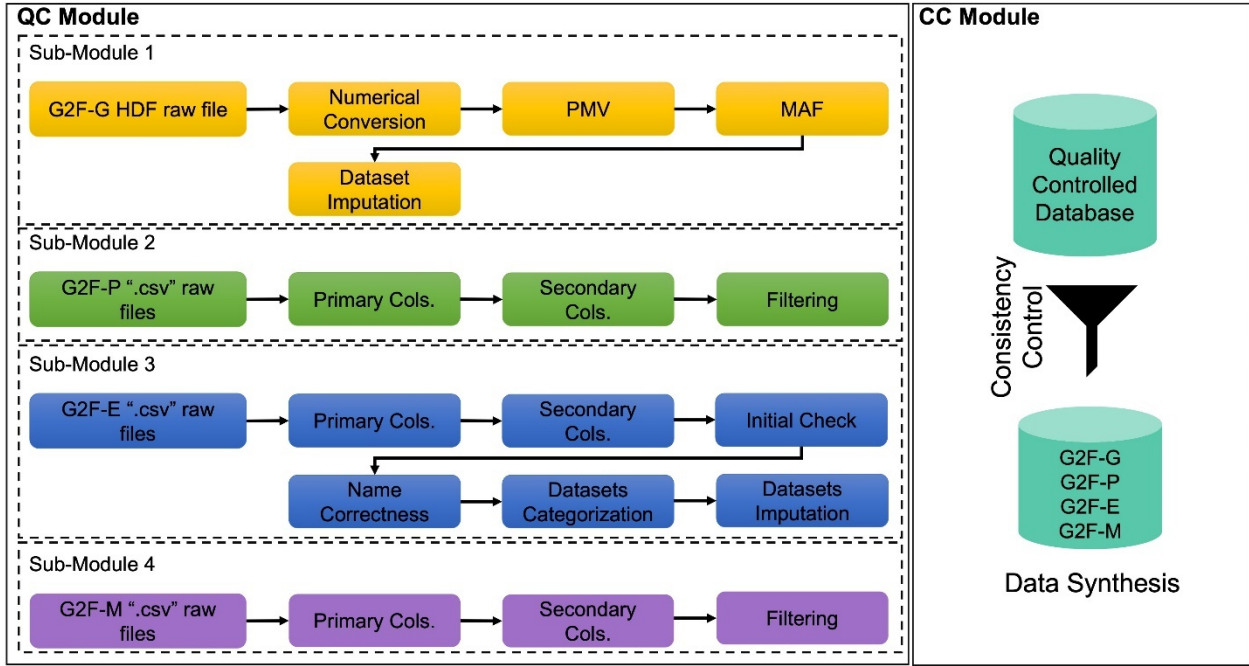 QC Module
Sub-Module 1
G2F-G HDF raw file
Numerical
Conversion
PMV
MAF
Dataset
Imputation
Sub-Module 2
G2F-P “.csv” raw
files
Primary Cols.
Secondary
Cols.
Filtering
Sub-Module 3
G2F-E “.csv” raw
files
Primary Cols.
Secondary
Cols.
Initial Check
Name
Correctness
Datasets
Categorization
Datasets
Imputation
Sub-Module 4
G2F-M “.csv” raw
files
Primary Cols.
Secondary
Cols.
Filtering
CC Module
Quality
Controlled
Database
Consistency
Control
G2F-G
G2F-P
G2F-E
G2F-M
Data Synthesis